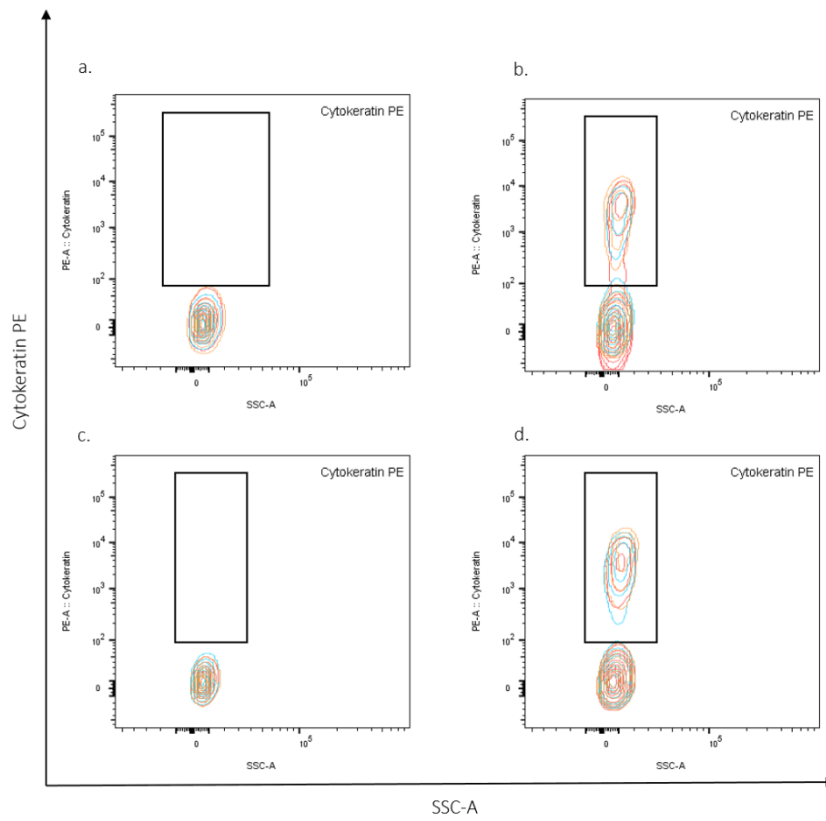 a.
Cytokeratin PE
10^5
10^4
10^3
10^2
0
PE-A :: Cytokeratin
0
10^5
SSC-A
b.
Cytokeratin PE
10^5
10^4
10^3
10^2
0
PE-A :: Cytokeratin
0
10^5
SSC-A
Cytokeratin PE
c.
Cytokeratin PE
10^5
10^4
10^3
10^2
0
PE-A :: Cytokeratin
0
10^5
SSC-A
d.
Cytokeratin PE
10^5
10^4
10^3
10^2
0
PE-A :: Cytokeratin
0
10^5
SSC-A
SSC-A